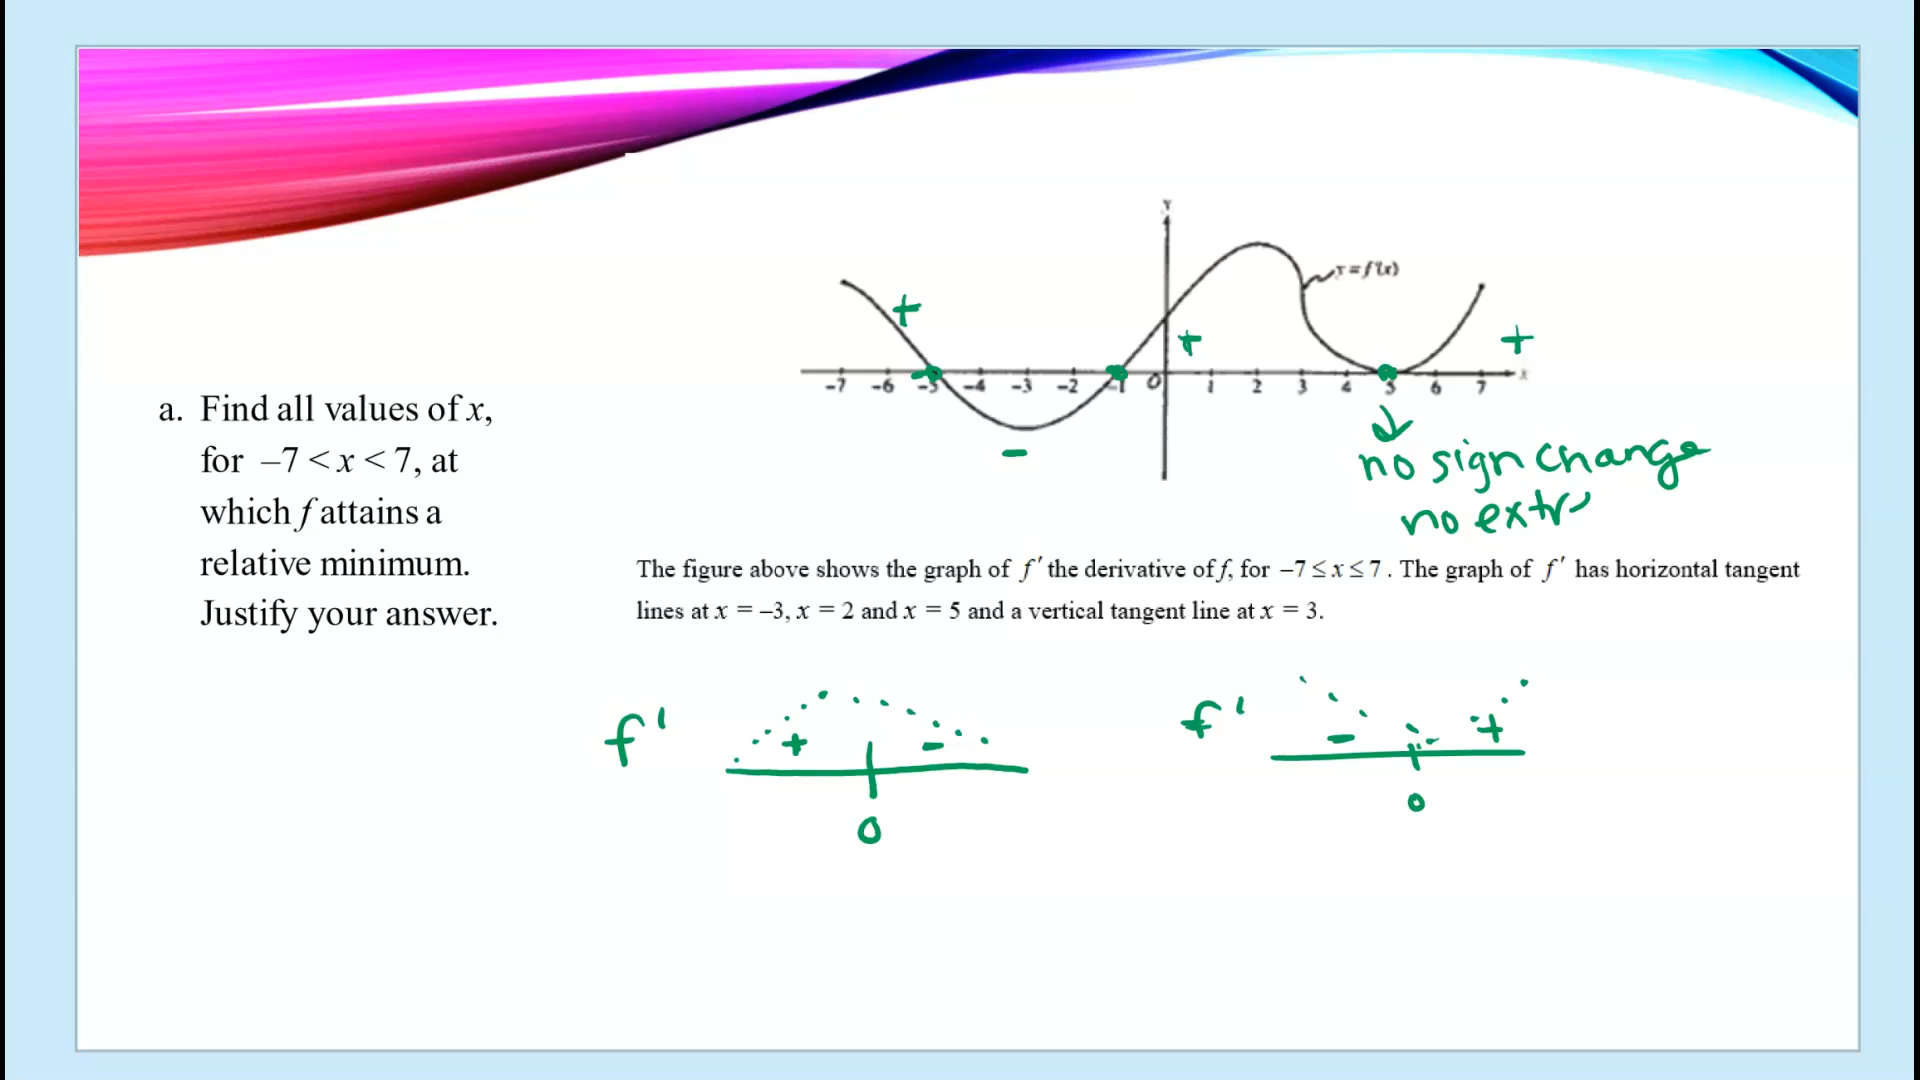 Y
y = f'(x)
+
+
+
-7 -6 -5 -4 -3 -2 -1 O 1 2 3 4 5 6 7 x
-
no sign change
no extr
a. Find all values of x,
for –7 < x < 7, at
which f attains a
relative minimum.
Justify your answer.
The figure above shows the graph of f′ the derivative of f, for −7 ≤ x ≤ 7. The graph of f′ has horizontal tangent
lines at x = –3, x = 2 and x = 5 and a vertical tangent line at x = 3.
f' + -
0
f' - +
0